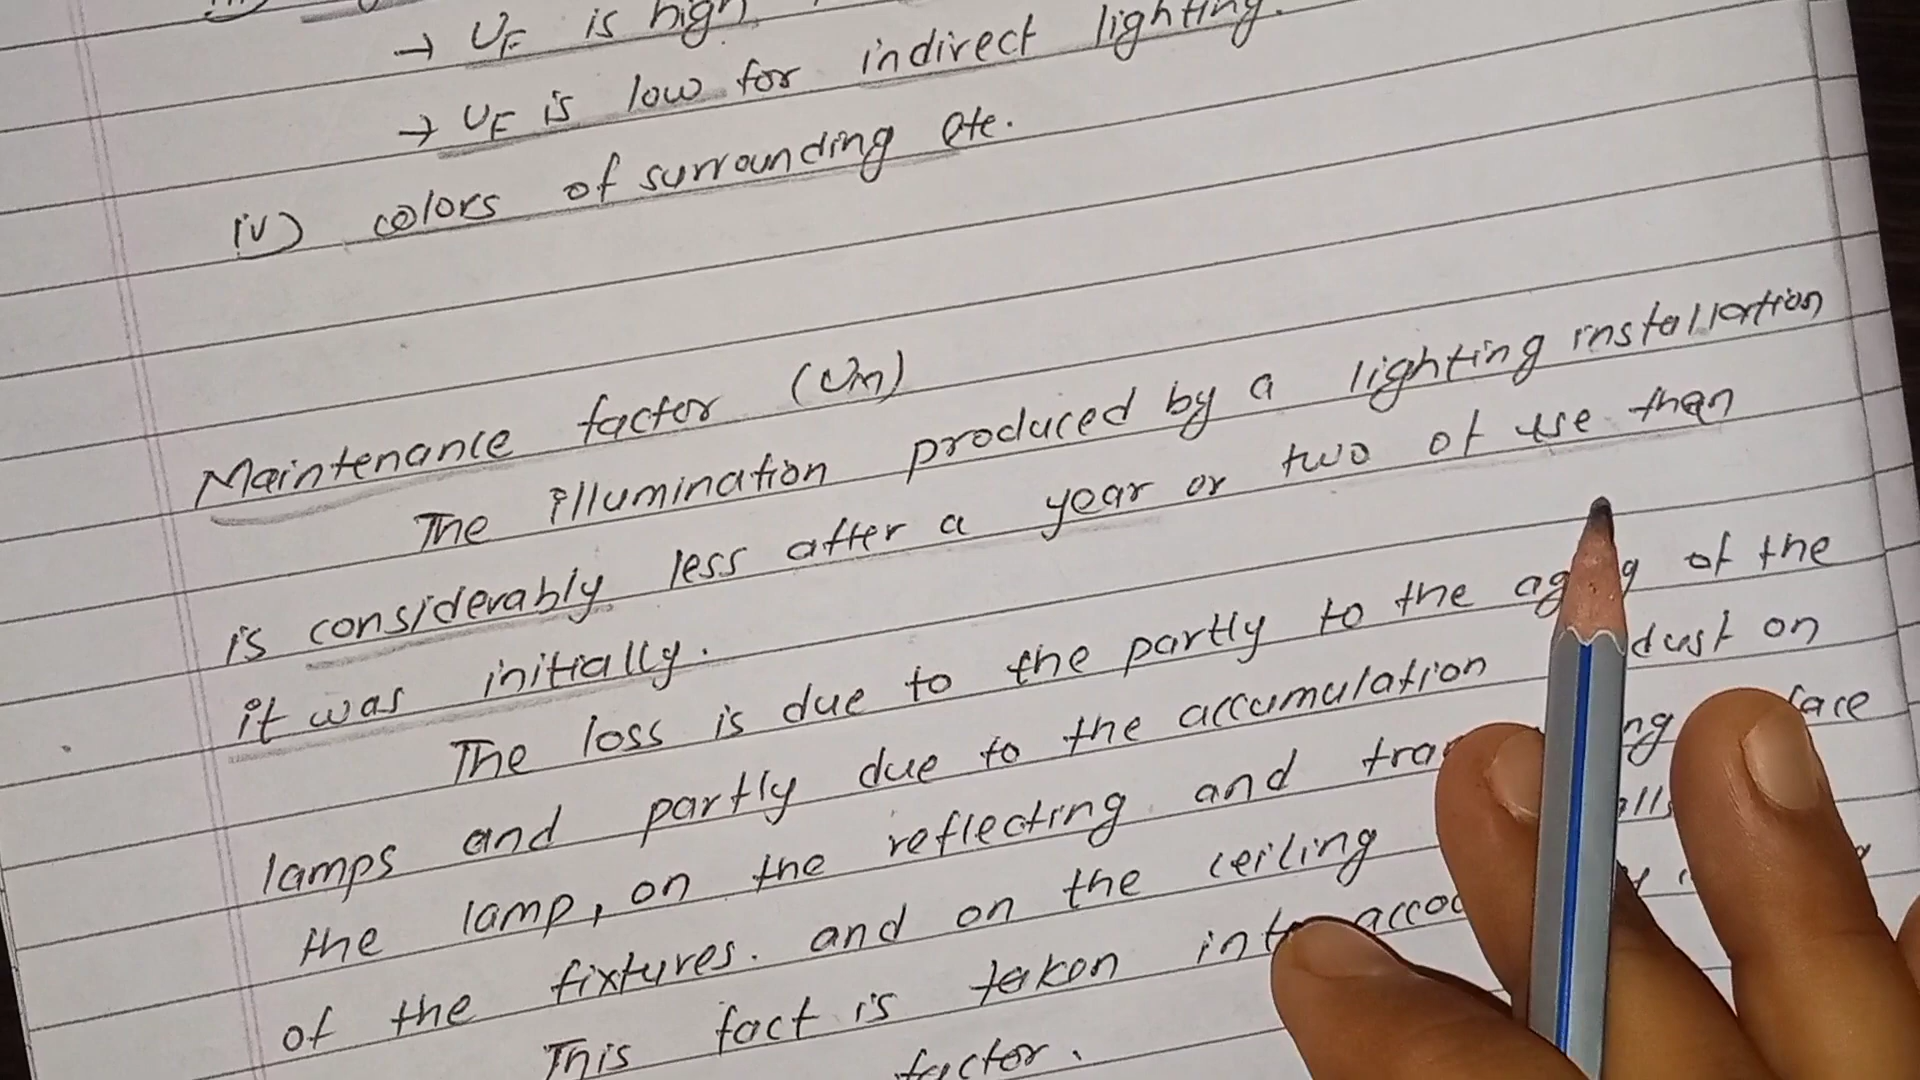 → UF is high
→ UF is low for indirect lighting.
iv) colors of surrounding etc.
Maintenance factor (Um)
The illumination produced by a lighting installation
is considerably less after a year or two of use than
it was initially.
The loss is due to the partly to the aging of the
lamps and partly due to the accumulation dust on
the lamp, on the reflecting and
of the fixtures. and on the ceiling
This fact is taken into
factor.